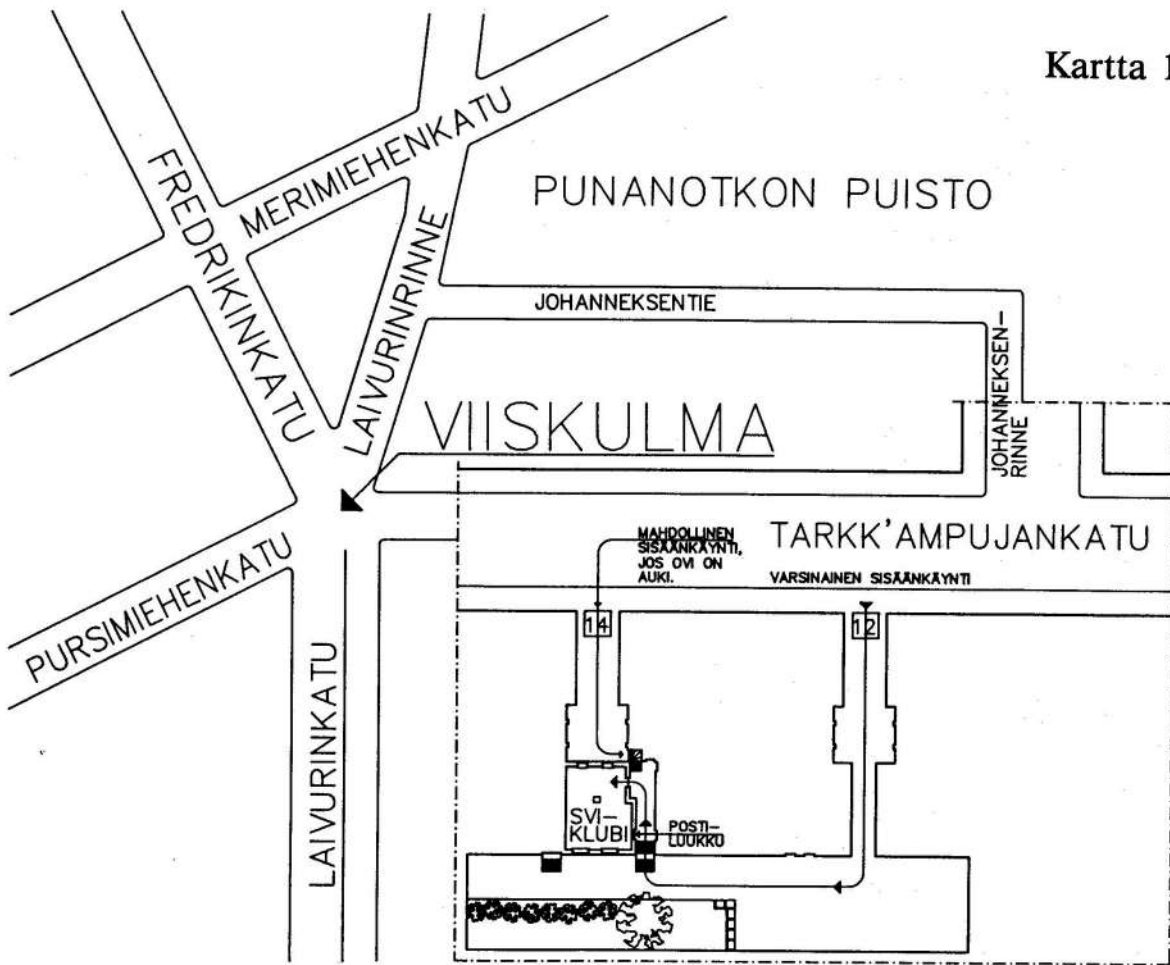 Kartta 1
MERIMIEHENKATU
FREDRIKINKATU
PUNANOTKON PUISTO
LAIVURINRINNE
JOHANNEKSENTIE
JOHANNEKSEN-
RINNE
VIISKULMA
MAHDOLLINEN
SISÄÄNKÄYNTI,
JOS OVI ON
AUKI.
TARKK'AMPUJANKATU
VARSINAINEN SISÄÄNKÄYNTI
PURSIMIEHENKATU
LAIVURINKATU
14
12
SVI-
KLUBI
POSTI-
LUUKKU